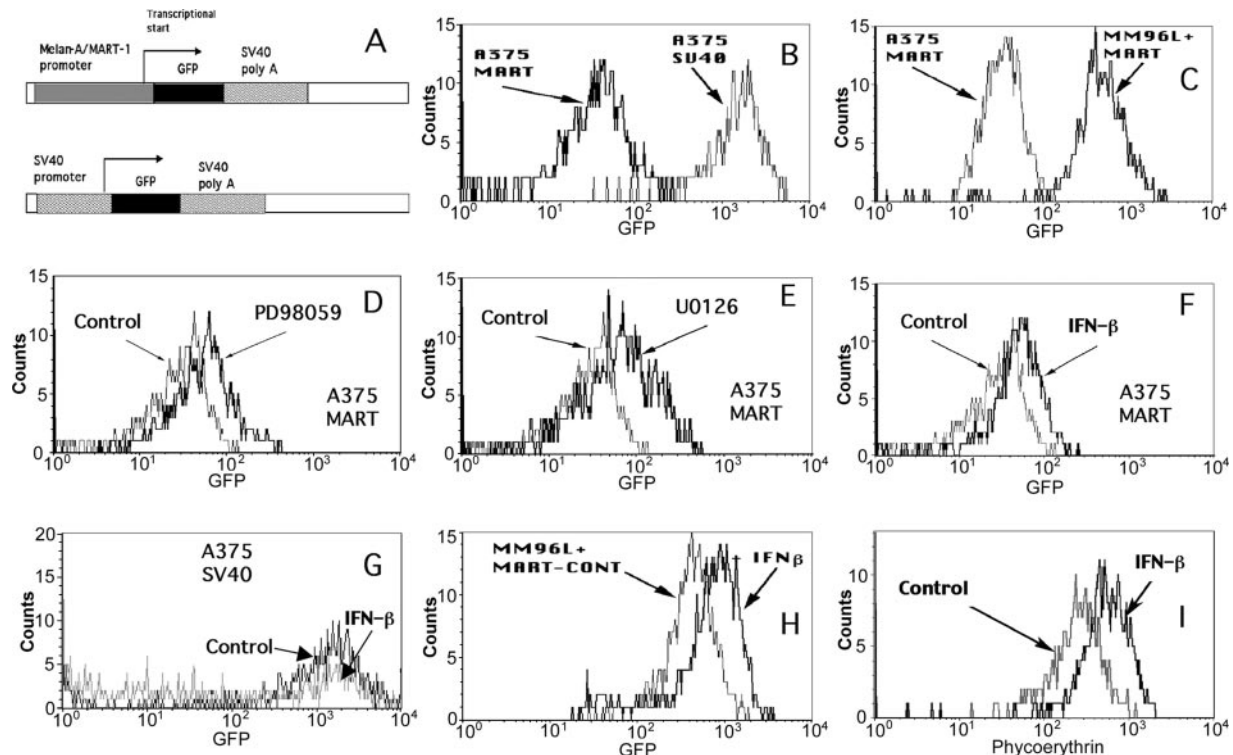 Transcriptional
start
Melan-A/MART-1
promoter
GFP
SV40
poly A
A
SV40
promoter
GFP
SV40
poly A
B
A375
MART
A375
SV40
Counts
15
10
5
0
10^0
10^1
10^2
10^3
10^4
GFP
C
A375
MART
MM96L+
MART
Counts
15
10
5
0
10^0
10^1
10^2
10^3
10^4
GFP
D
Control
PD98059
A375
MART
Counts
15
10
5
0
10^0
10^1
10^2
10^3
10^4
GFP
E
Control
U0126
A375
MART
Counts
15
10
5
0
10^0
10^1
10^2
10^3
10^4
GFP
F
Control
IFN-β
A375
MART
Counts
15
10
5
0
10^0
10^1
10^2
10^3
10^4
GFP
G
A375
SV40
Control
IFN-β
Counts
20
15
10
5
0
10^0
10^1
10^2
10^3
10^4
GFP
H
MM96L+
MART-CONT
IFNβ
Counts
15
10
5
0
10^0
10^1
10^2
10^3
10^4
GFP
I
Control
IFN-β
Counts
10
5
0
10^0
10^1
10^2
10^3
10^4
Phycoerythrin